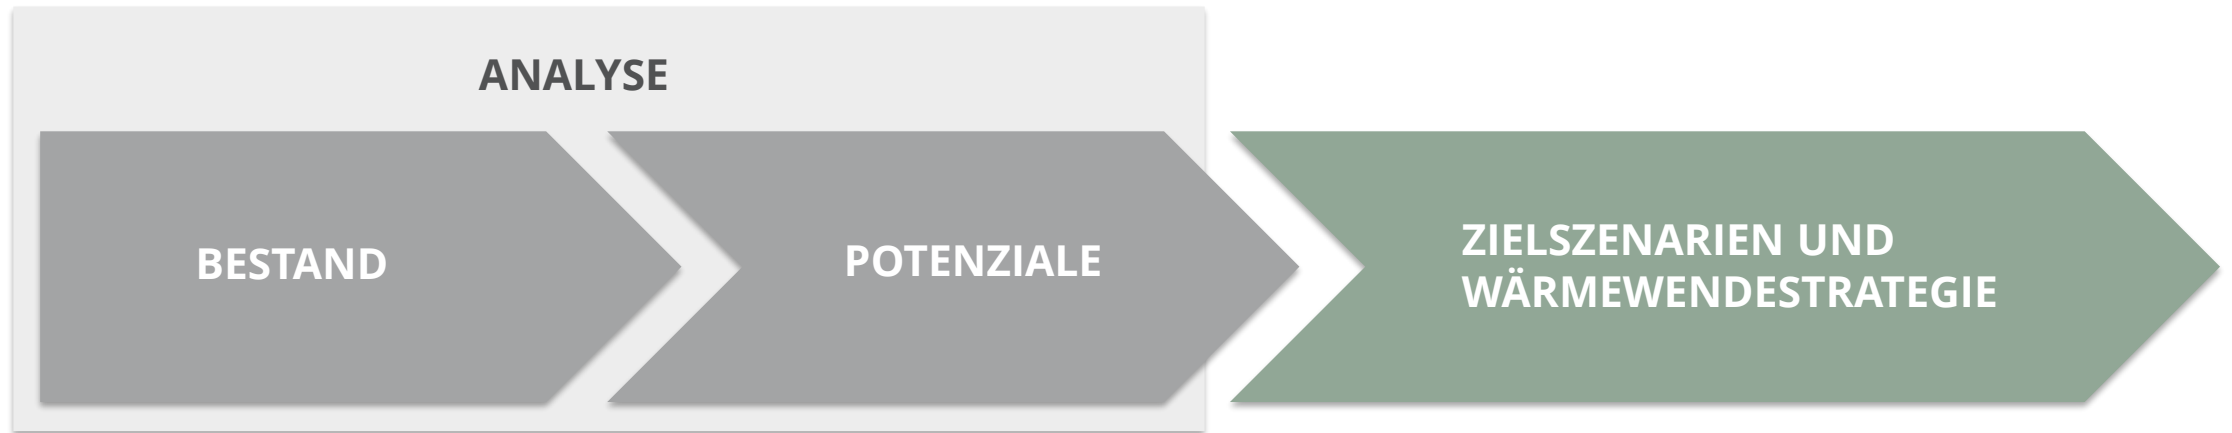 ANALYSE
BESTAND
POTENZIALE
ZIELSZENARIEN UND
WÄRMEWENDESTRATEGIE